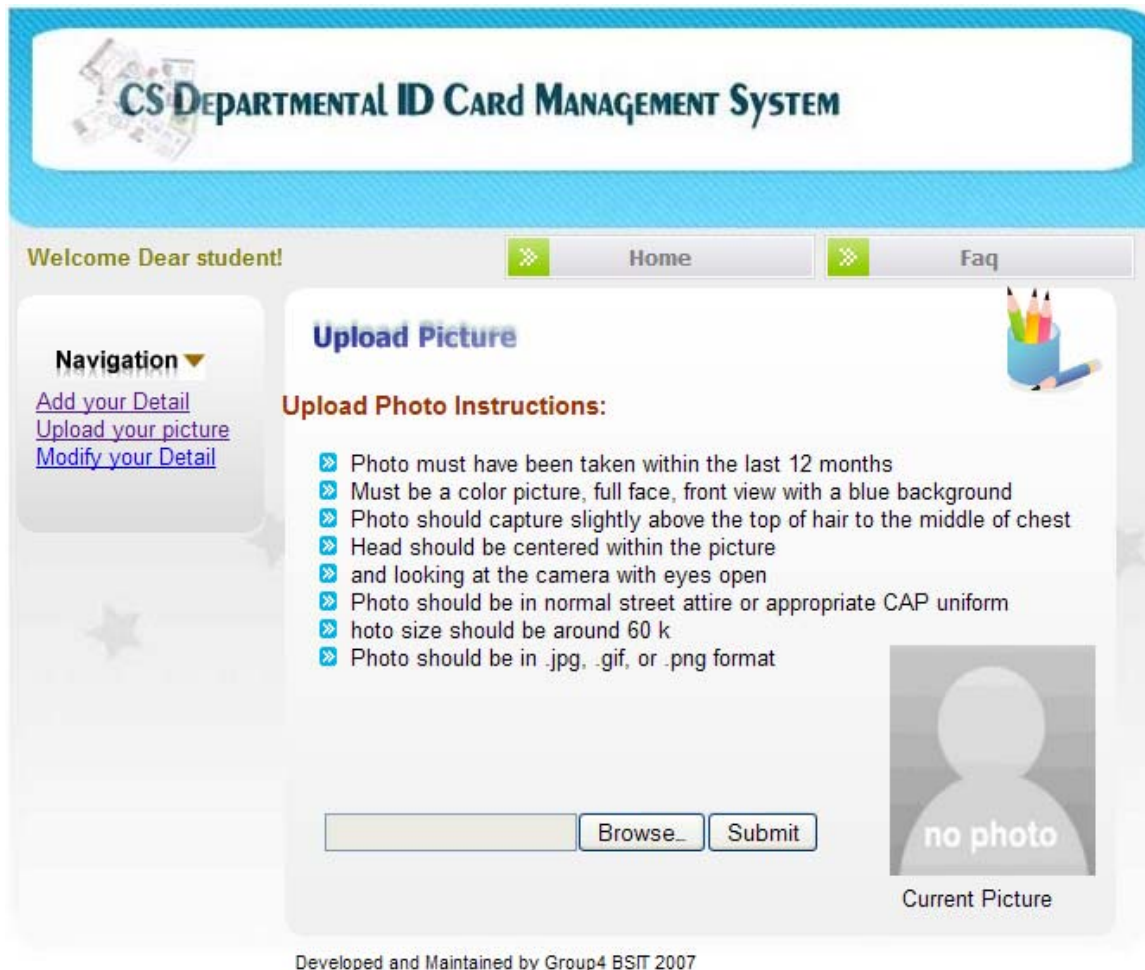 CS Departmental ID Card Management System
Welcome Dear student!
Home
Faq
Navigation
Add your Detail
Upload your picture
Modify your Detail
Upload Picture
Upload Photo Instructions:
Photo must have been taken within the last 12 months
Must be a color picture, full face, front view with a blue background
Photo should capture slightly above the top of hair to the middle of chest
Head should be centered within the picture
and looking at the camera with eyes open
Photo should be in normal street attire or appropriate CAP uniform
hoto size should be around 60 k
Photo should be in .jpg, .gif, or .png format
Browse...
Submit
no photo
Current Picture
Developed and Maintained by Group4 BSIT 2007